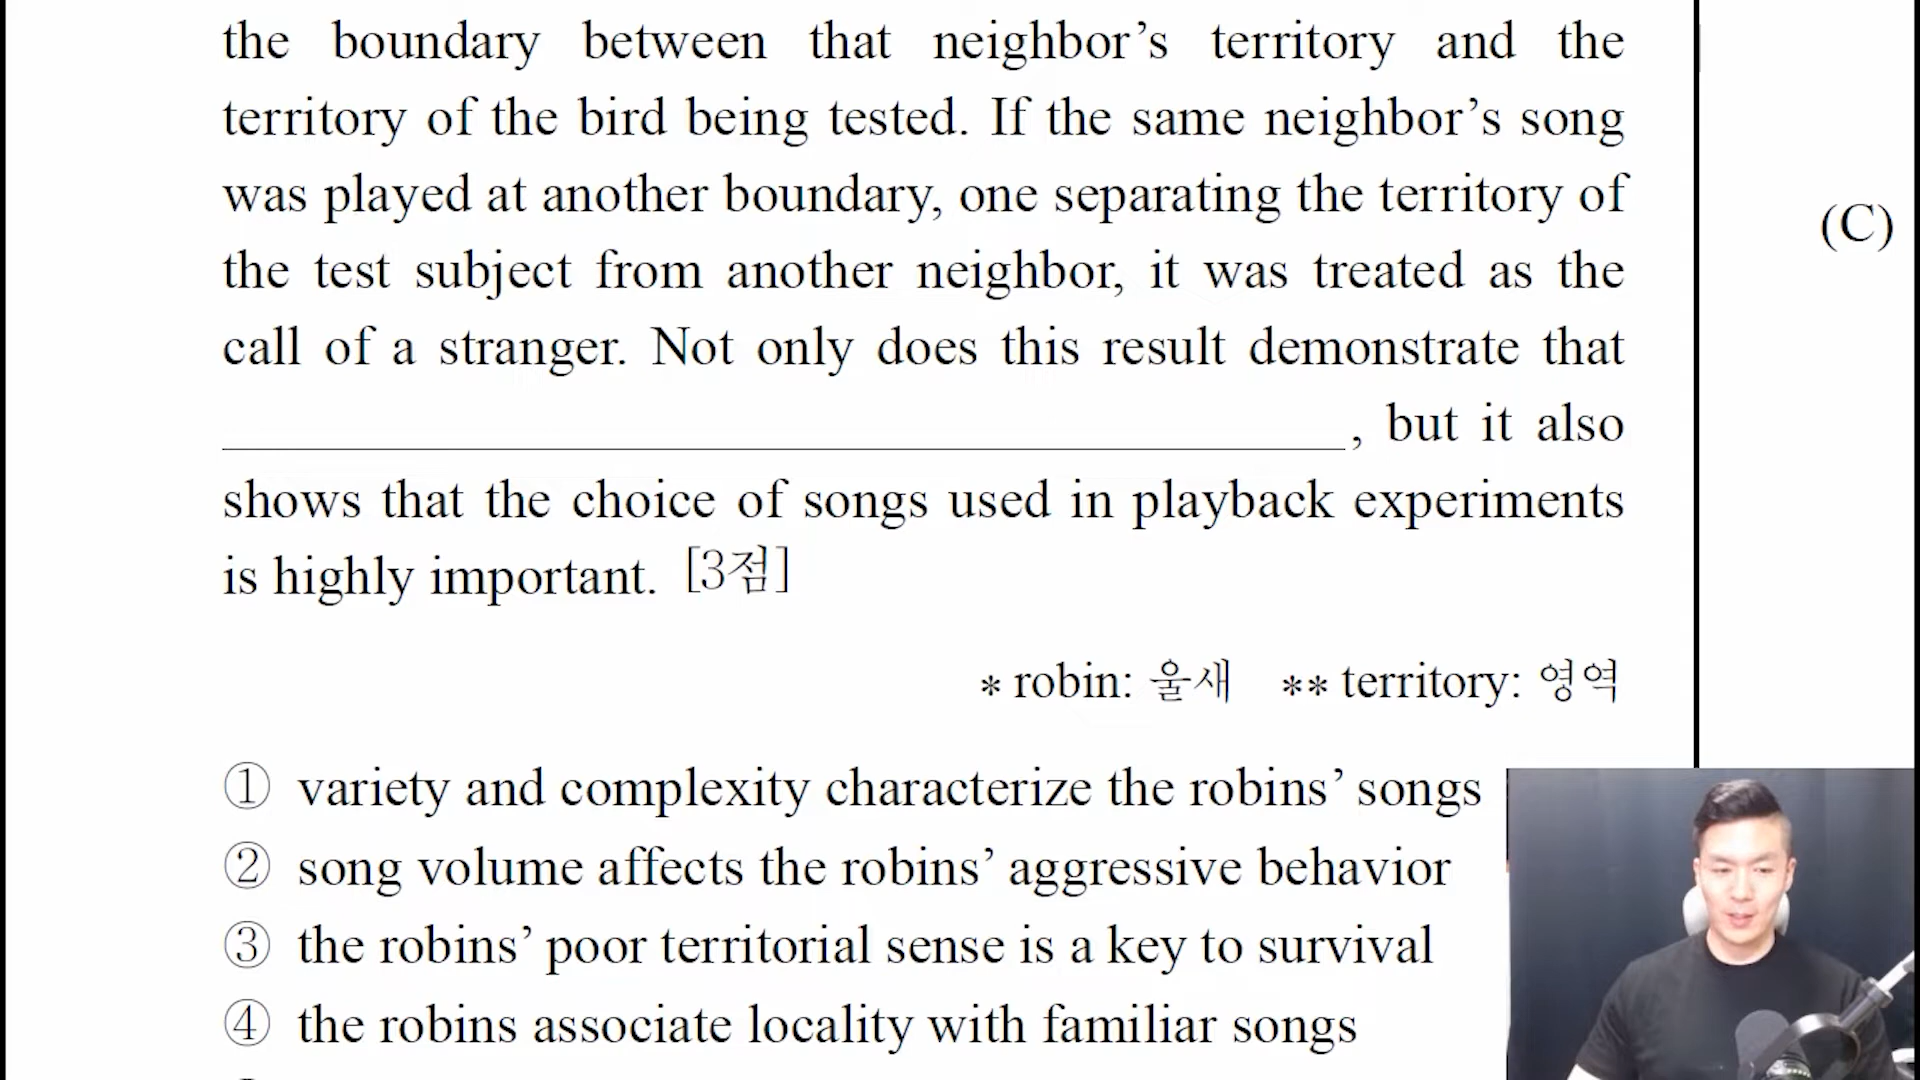 the boundary between that neighbor’s territory and the
territory of the bird being tested. If the same neighbor’s song
was played at another boundary, one separating the territory of
the test subject from another neighbor, it was treated as the
call of a stranger. Not only does this result demonstrate that
, but it also
shows that the choice of songs used in playback experiments
is highly important. [3점]
* robin: 울새 ** territory: 영역
① variety and complexity characterize the robins’ songs
② song volume affects the robins’ aggressive behavior
③ the robins’ poor territorial sense is a key to survival
④ the robins associate locality with familiar songs
(C)